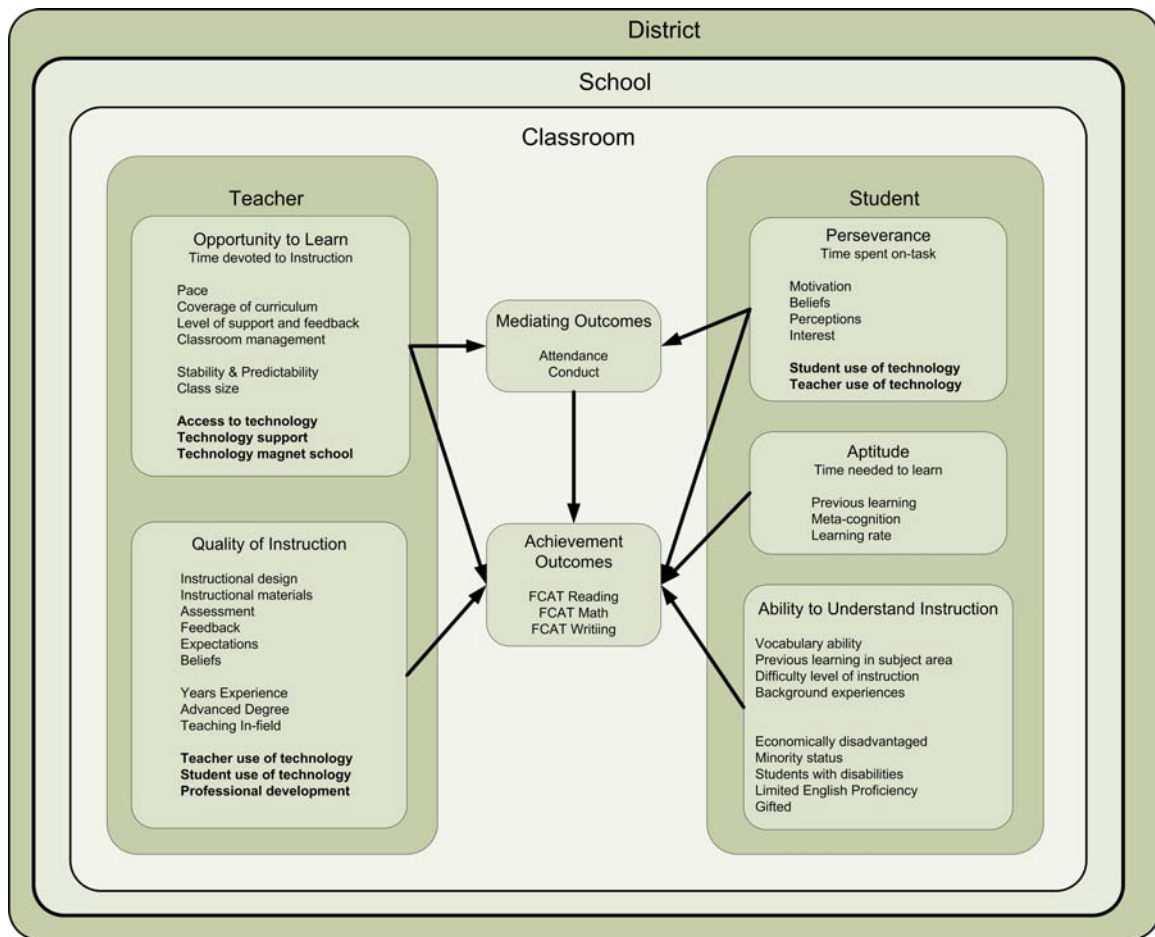 District
School
Classroom
Teacher
Opportunity to Learn
Time devoted to Instruction
Pace
Coverage of curriculum
Level of support and feedback
Classroom management
Stability & Predictability
Class size
Access to technology
Technology support
Technology magnet school
Quality of Instruction
Instructional design
Instructional materials
Assessment
Feedback
Expectations
Beliefs
Years Experience
Advanced Degree
Teaching In-field
Teacher use of technology
Student use of technology
Professional development
Mediating Outcomes
Attendance
Conduct
Achievement
Outcomes
FCAT Reading
FCAT Math
FCAT Writiing
Student
Perseverance
Time spent on-task
Motivation
Beliefs
Perceptions
Interest
Student use of technology
Teacher use of technology
Aptitude
Time needed to learn
Previous learning
Meta-cognition
Learning rate
Ability to Understand Instruction
Vocabulary ability
Previous learning in subject area
Difficulty level of instruction
Background experiences
Economically disadvantaged
Minority status
Students with disabilities
Limited English Proficiency
Gifted